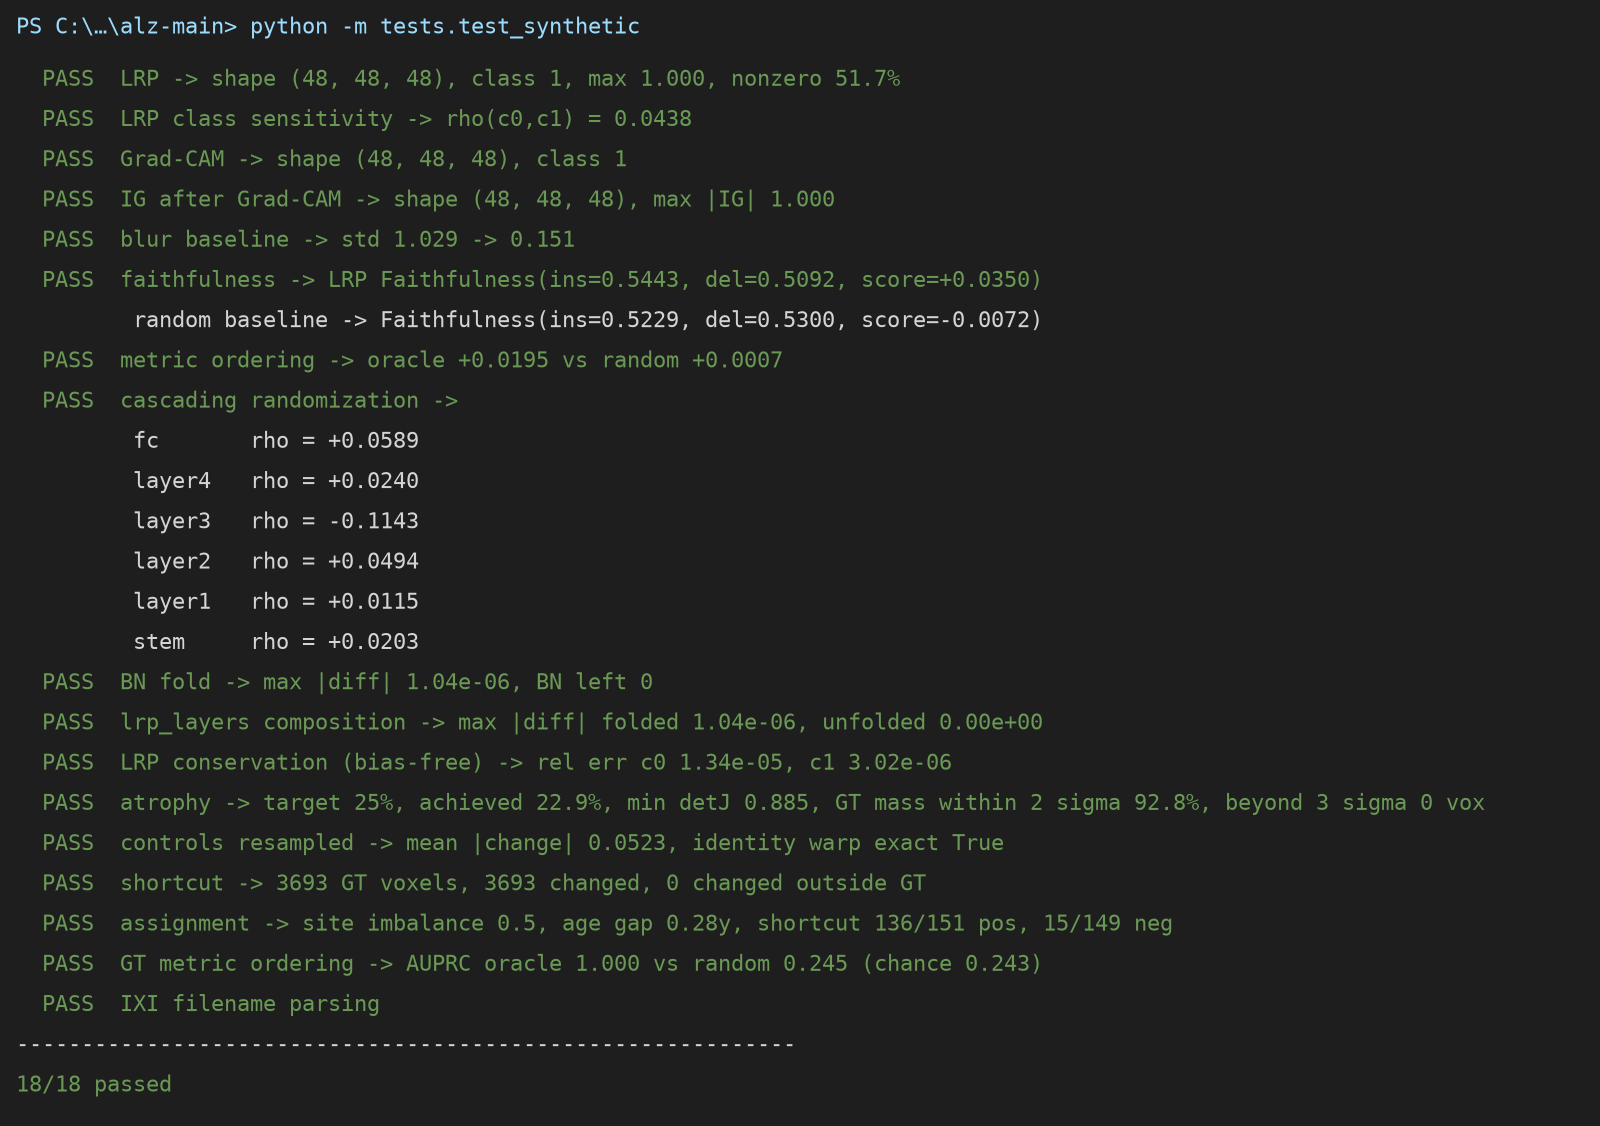 PS C:\…\alz-main> python -m tests.test_synthetic
PASS  LRP -> shape (48, 48, 48), class 1, max 1.000, nonzero 51.7%
PASS  LRP class sensitivity -> rho(c0,c1) = 0.0438
PASS  Grad-CAM -> shape (48, 48, 48), class 1
PASS  IG after Grad-CAM -> shape (48, 48, 48), max |IG| 1.000
PASS  blur baseline -> std 1.029 -> 0.151
PASS  faithfulness -> LRP Faithfulness(ins=0.5443, del=0.5092, score=+0.0350)
random baseline -> Faithfulness(ins=0.5229, del=0.5300, score=-0.0072)
PASS  metric ordering -> oracle +0.0195 vs random +0.0007
PASS  cascading randomization ->
fc       rho = +0.0589
layer4   rho = +0.0240
layer3   rho = -0.1143
layer2   rho = +0.0494
layer1   rho = +0.0115
stem     rho = +0.0203
PASS  BN fold -> max |diff| 1.04e-06, BN left 0
PASS  lrp_layers composition -> max |diff| folded 1.04e-06, unfolded 0.00e+00
PASS  LRP conservation (bias-free) -> rel err c0 1.34e-05, c1 3.02e-06
PASS  atrophy -> target 25%, achieved 22.9%, min detJ 0.885, GT mass within 2 sigma 92.8%, beyond 3 sigma 0 vox
PASS  controls resampled -> mean |change| 0.0523, identity warp exact True
PASS  shortcut -> 3693 GT voxels, 3693 changed, 0 changed outside GT
PASS  assignment -> site imbalance 0.5, age gap 0.28y, shortcut 136/151 pos, 15/149 neg
PASS  GT metric ordering -> AUPRC oracle 1.000 vs random 0.245 (chance 0.243)
PASS  IXI filename parsing
------------------------------------------------------------
18/18 passed